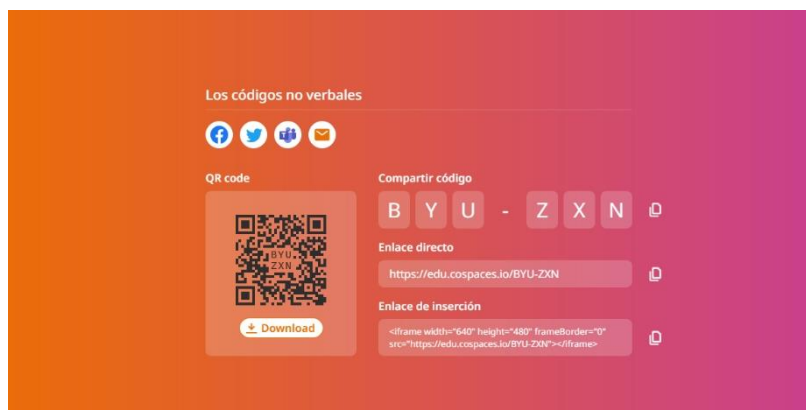 Los códigos no verbales
QR code
BYU
ZXN
Download
Compartir código
B Y U - Z X N
Enlace directo
https://edu.cospaces.io/BYU-ZXN
Enlace de inserción
<iframe width="640" height="480" frameBorder="0"
src="https://edu.cospaces.io/BYU-ZXN"></iframe>